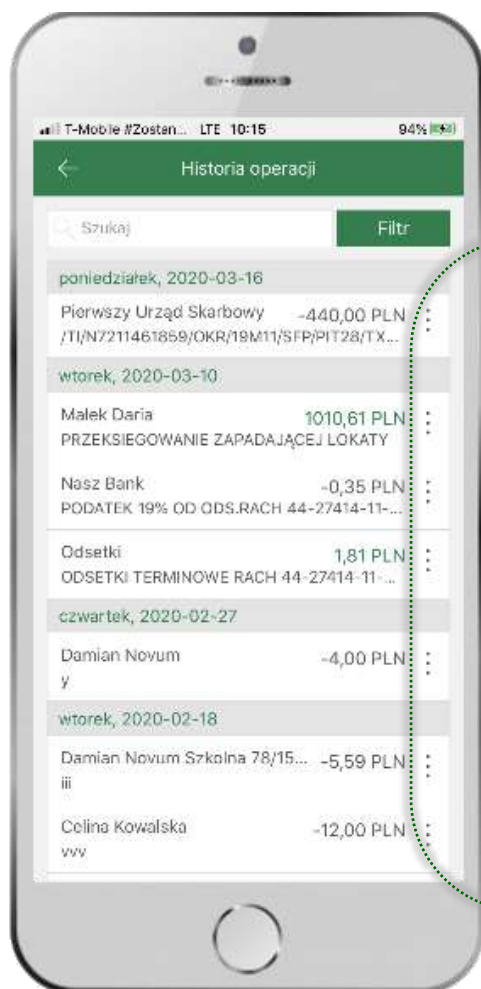 T-Mobile #Zostan... LTE 10:15 94%
Historia operacji
Szukaj Filtr
poniedziałek, 2020-03-16
Pierwszy Urząd Skarbowy -440,00 PLN
/TI/N7211461859/OKR/19M11/SFP/PIT28/TX...
wtorek, 2020-03-10
Małek Daria 1010,61 PLN
PRZEKSIEGOWANIE ZAPADAJĄCEJ LOKATY
Nasz Bank -0,35 PLN
PODATEK 19% OD ODS.RACH 44-27414-11-...
Odsetki 1,81 PLN
ODSETKI TERMINOWE RACH 44-27414-11-...
czwartek, 2020-02-27
Damian Novum -4,00 PLN
y
wtorek, 2020-02-18
Damian Novum Szkolna 78/15... -5,59 PLN
iii
Celina Kowalska -12,00 PLN
vvv